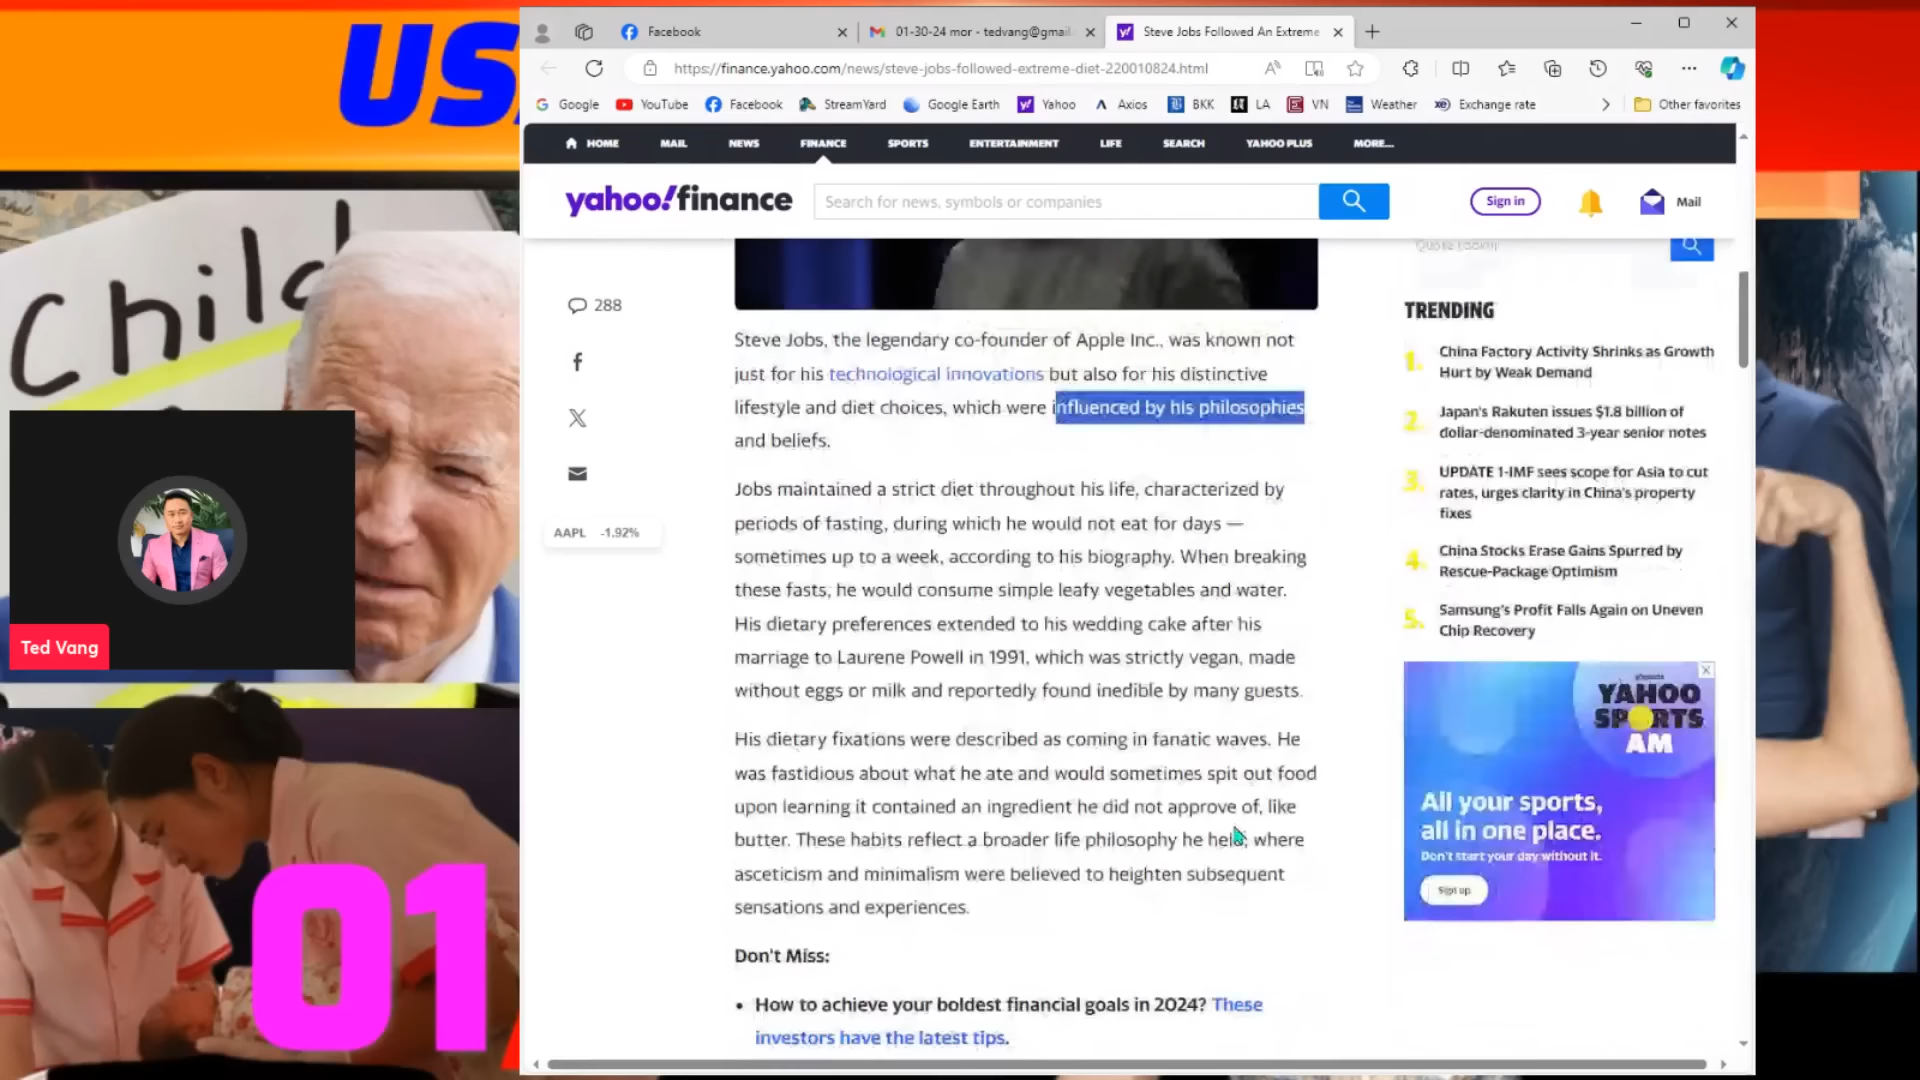 US
Child
Ted Vang
01
Facebook
01-30-24 mor - tedvang@gmail
Steve Jobs Followed An Extreme
https://finance.yahoo.com/news/steve-jobs-followed-extreme-diet-220010824.html
Google
YouTube
Facebook
StreamYard
Google Earth
Yahoo
Axios
BKK
LA
VN
Weather
Exchange rate
Other favorites
HOME
MAIL
NEWS
FINANCE
SPORTS
ENTERTAINMENT
LIFE
SEARCH
YAHOO PLUS
MORE...
yahoo!finance
Search for news, symbols or companies
Sign in
Mail
288
AAPL -1.92%
Steve Jobs, the legendary co-founder of Apple Inc., was known not
just for his technological innovations but also for his distinctive
lifestyle and diet choices, which were influenced by his philosophies
and beliefs.
Jobs maintained a strict diet throughout his life, characterized by
periods of fasting, during which he would not eat for days —
sometimes up to a week, according to his biography. When breaking
these fasts, he would consume simple leafy vegetables and water.
His dietary preferences extended to his wedding cake after his
marriage to Laurene Powell in 1991, which was strictly vegan, made
without eggs or milk and reportedly found inedible by many guests.
His dietary fixations were described as coming in fanatic waves. He
was fastidious about what he ate and would sometimes spit out food
upon learning it contained an ingredient he did not approve of, like
butter. These habits reflect a broader life philosophy he held, where
asceticism and minimalism were believed to heighten subsequent
sensations and experiences.
Don't Miss:
• How to achieve your boldest financial goals in 2024? These
investors have the latest tips.
Quote Lookup
TRENDING
1. China Factory Activity Shrinks as Growth
Hurt by Weak Demand
2. Japan's Rakuten issues $1.8 billion of
dollar-denominated 3-year senior notes
3. UPDATE 1-IMF sees scope for Asia to cut
rates, urges clarity in China's property
fixes
4. China Stocks Erase Gains Spurred by
Rescue-Package Optimism
5. Samsung's Profit Falls Again on Uneven
Chip Recovery
YAHOO
SPORTS
AM
All your sports,
all in one place.
Don't start your day without it.
Sign up